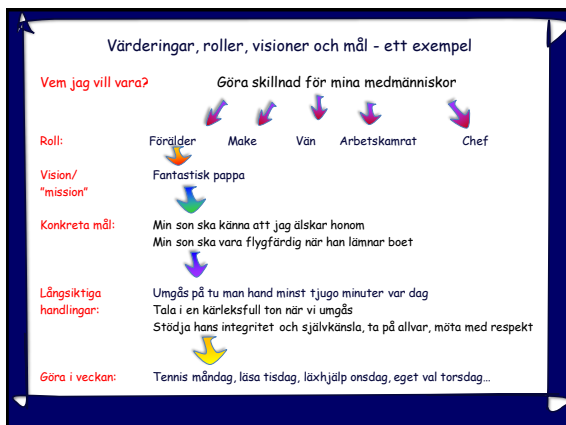 Värderingar, roller, visioner och mål - ett exempel
Vem jag vill vara? Göra skillnad för mina medmänniskor
Roll: Förälder Make Vän Arbetskamrat Chef
Vision/ Fantastisk pappa
"mission"
Konkreta mål: Min son ska känna att jag älskar honom
Min son ska vara flygfärdig när han lämnar boet
Långsiktiga Umgås på tu man hand minst tjugo minuter var dag
handlingar: Tala i en kärleksfull ton när vi umgås
Stödja hans integritet och självkänsla, ta på allvar, möta med respekt
Göra i veckan: Tennis måndag, läsa tisdag, läxhjälp onsdag, eget val torsdag…